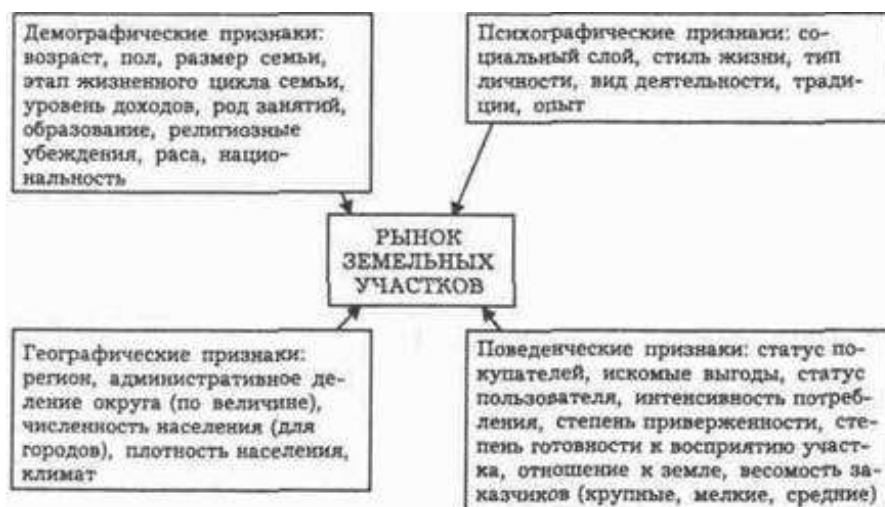 Демографические признаки:
возраст, пол, размер семьи,
этап жизненного цикла семьи,
уровень доходов, род занятий,
образование, религиозные
убеждения, раса, нацио-
нальность
Психографические признаки: со-
циальный слой, стиль жизни, тип
личности, вид деятельности, тради-
ции, опыт
РЫНОК
ЗЕМЕЛЬНЫХ
УЧАСТКОВ
Географические признаки:
регион, административное де-
ление округа (по величине),
численность населения (для
городов), плотность населения,
климат
Поведенческие признаки: статус по-
купателей, искомые выгоды, статус
пользователя, интенсивность потреб-
ления, степень приверженности, сте-
пень готовности к восприятию участ-
ка, отношение к земле, весомость за-
казчиков (крупные, мелкие, средние)